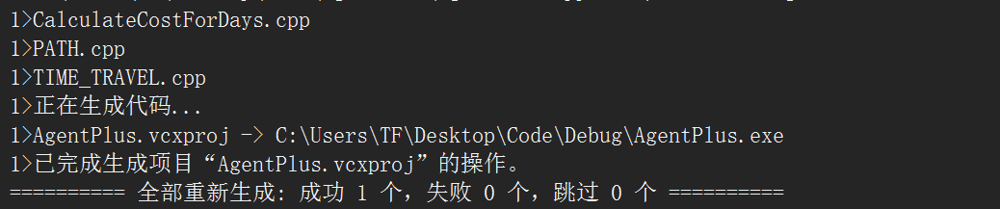 1>CalculateCostForDays.cpp
1>PATH.cpp
1>TIME_TRAVEL.cpp
1>正在生成代码...
1>AgentPlus.vcxproj -> C:\Users\TF\Desktop\Code\Debug\AgentPlus.exe
1>已完成生成项目“AgentPlus.vcxproj”的操作。
========== 全部重新生成: 成功 1 个，失败 0 个，跳过 0 个 ==========